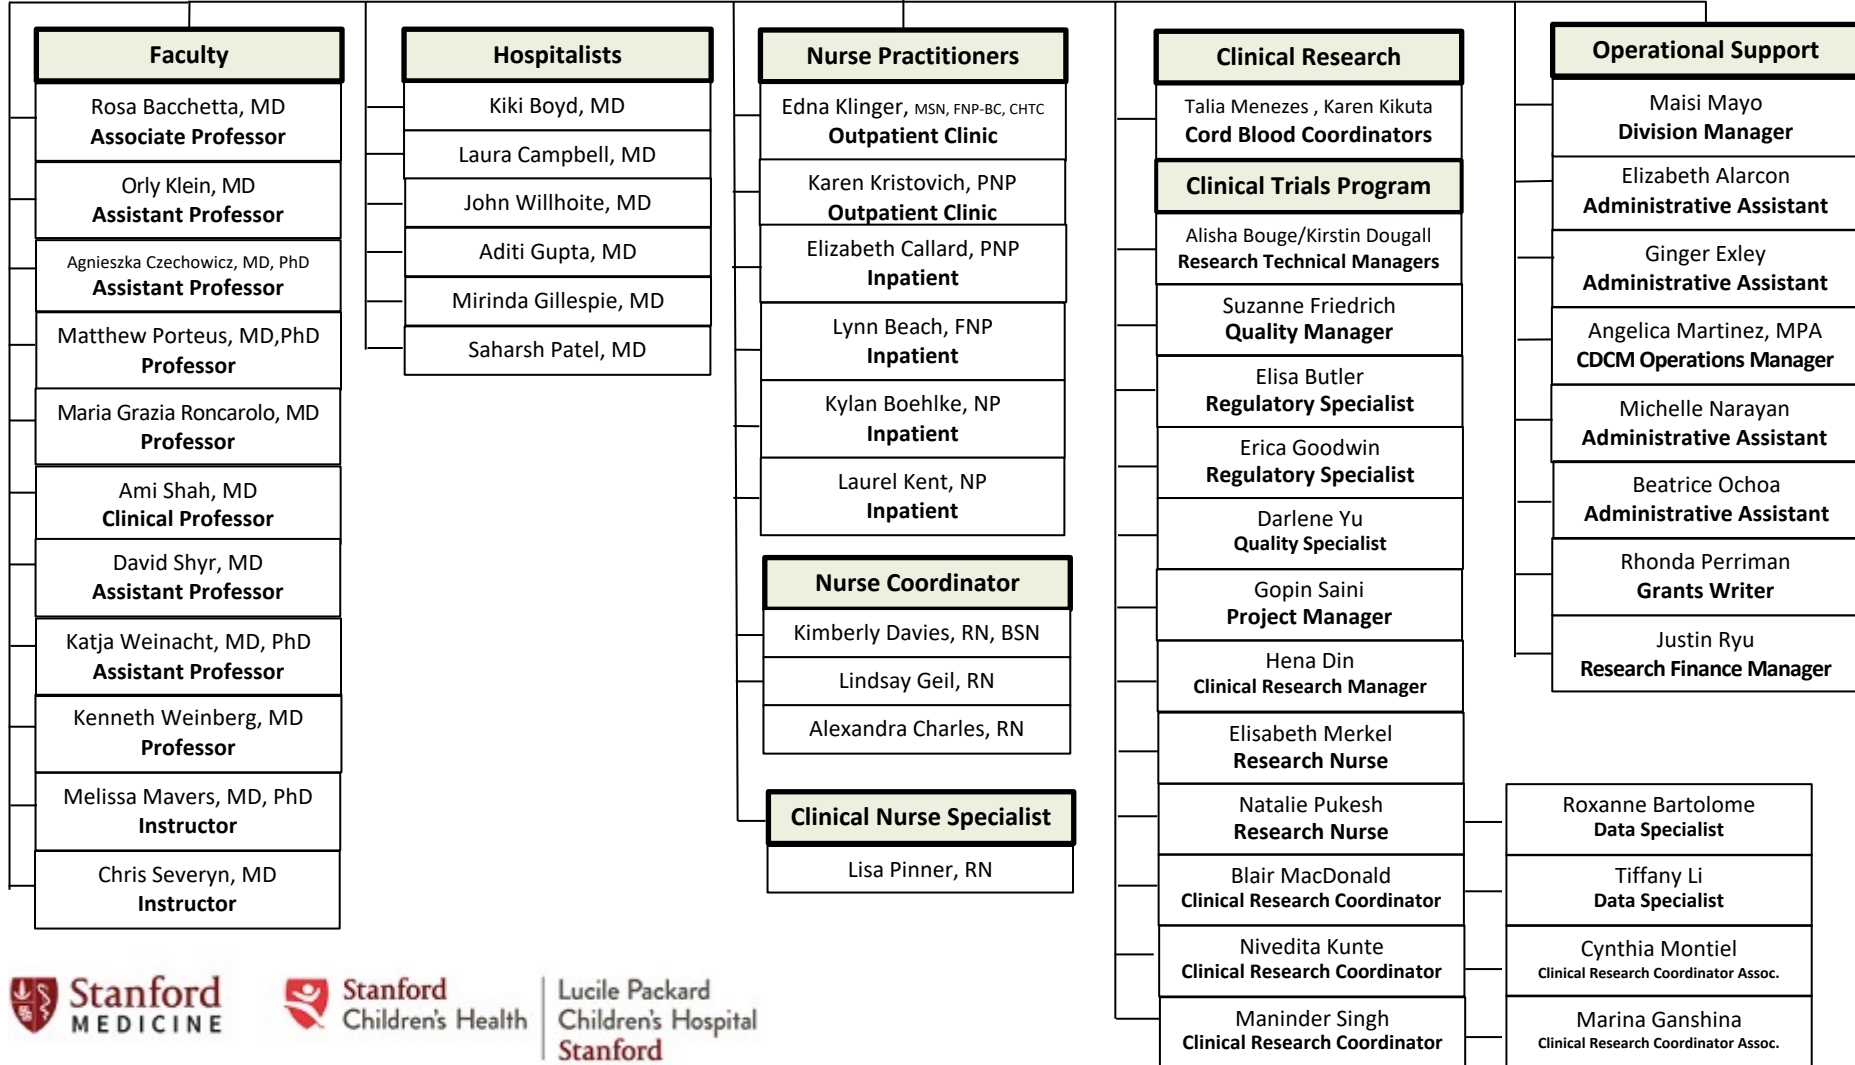 Faculty
Rosa Bacchetta, MD
Associate Professor
Orly Klein, MD
Assistant Professor
Agnieszka Czechowicz, MD, PhD
Assistant Professor
Matthew Porteus, MD,PhD
Professor
Maria Grazia Roncarolo, MD
Professor
Ami Shah, MD
Clinical Professor
David Shyr, MD
Assistant Professor
Katja Weinacht, MD, PhD
Assistant Professor
Kenneth Weinberg, MD
Professor
Melissa Mavers, MD, PhD
Instructor
Chris Severyn, MD
Instructor
Hospitalists
Kiki Boyd, MD
Laura Campbell, MD
John Willhoite, MD
Aditi Gupta, MD
Mirinda Gillespie, MD
Saharsh Patel, MD
Nurse Practitioners
Edna Klinger, MSN, FNP-BC, CHTC
Outpatient Clinic
Karen Kristovich, PNP
Outpatient Clinic
Elizabeth Callard, PNP
Inpatient
Lynn Beach, FNP
Inpatient
Kylan Boehlke, NP
Inpatient
Laurel Kent, NP
Inpatient
Nurse Coordinator
Kimberly Davies, RN, BSN
Lindsay Geil, RN
Alexandra Charles, RN
Clinical Nurse Specialist
Lisa Pinner, RN
Clinical Research
Talia Menezes , Karen Kikuta
Cord Blood Coordinators
Clinical Trials Program
Alisha Bouge/Kirstin Dougall
Research Technical Managers
Suzanne Friedrich
Quality Manager
Elisa Butler
Regulatory Specialist
Erica Goodwin
Regulatory Specialist
Darlene Yu
Quality Specialist
Gopin Saini
Project Manager
Hena Din
Clinical Research Manager
Elisabeth Merkel
Research Nurse
Natalie Pukesh
Research Nurse
Blair MacDonald
Clinical Research Coordinator
Nivedita Kunte
Clinical Research Coordinator
Maninder Singh
Clinical Research Coordinator
Roxanne Bartolome
Data Specialist
Tiffany Li
Data Specialist
Cynthia Montiel
Clinical Research Coordinator Assoc.
Marina Ganshina
Clinical Research Coordinator Assoc.
Operational Support
Maisi Mayo
Division Manager
Elizabeth Alarcon
Administrative Assistant
Ginger Exley
Administrative Assistant
Angelica Martinez, MPA
CDCM Operations Manager
Michelle Narayan
Administrative Assistant
Beatrice Ochoa
Administrative Assistant
Rhonda Perriman
Grants Writer
Justin Ryu
Research Finance Manager
Stanford
MEDICINE
Stanford
Children's Health
Lucile Packard
Children's Hospital
Stanford